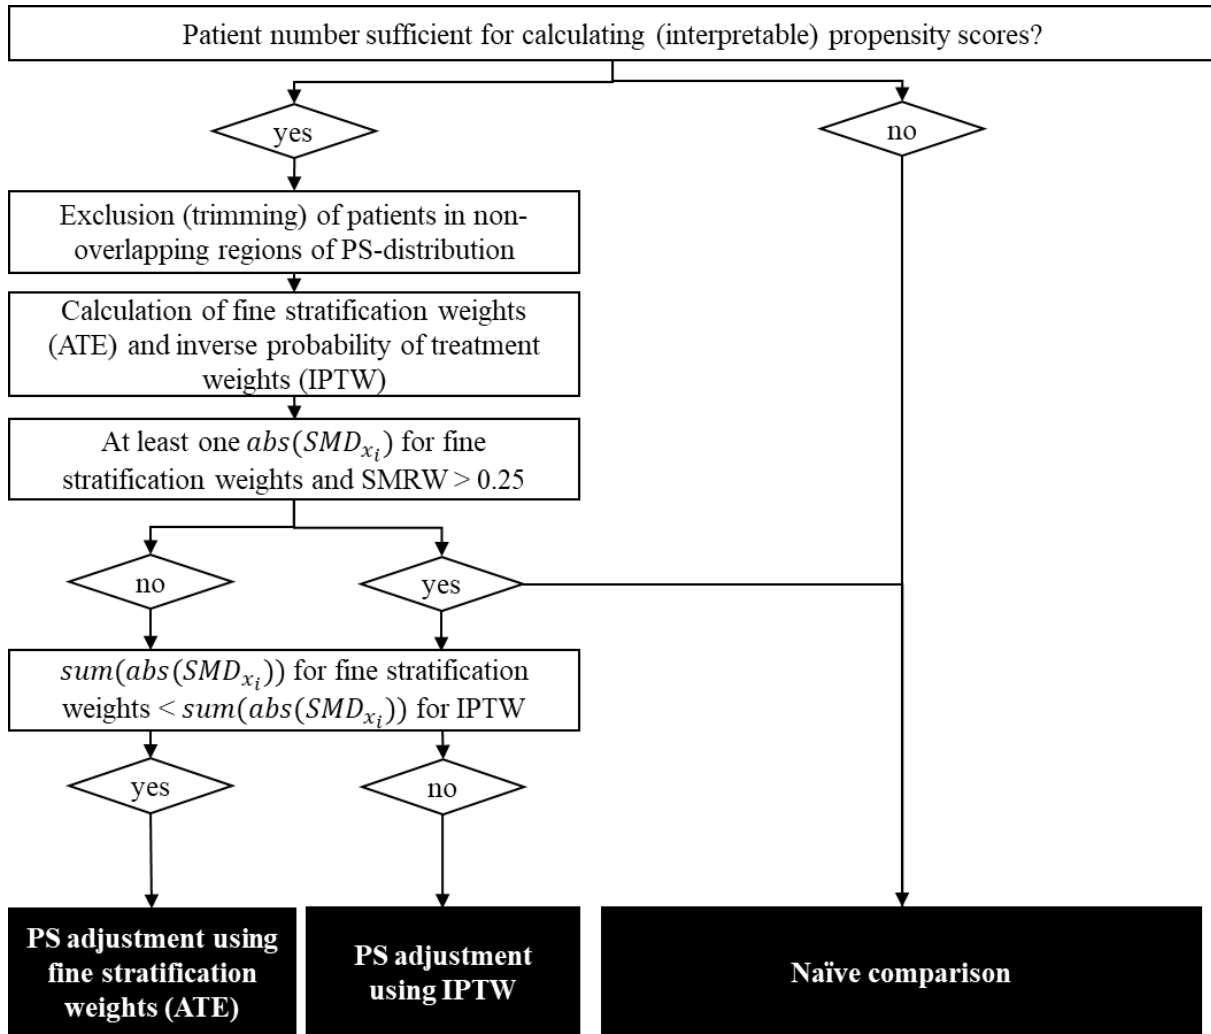 Patient number sufficient for calculating (interpretable) propensity scores?
yes
no
Exclusion (trimming) of patients in non-
overlapping regions of PS-distribution
Calculation of fine stratification weights
(ATE) and inverse probability of treatment
weights (IPTW)
At least one abs(SMD_{x_i}) for fine
stratification weights and SMRW > 0.25
no
yes
sum(abs(SMD_{x_i})) for fine stratification
weights < sum(abs(SMD_{x_i})) for IPTW
yes
no
PS adjustment using
fine stratification
weights (ATE)
PS adjustment
using IPTW
Naïve comparison